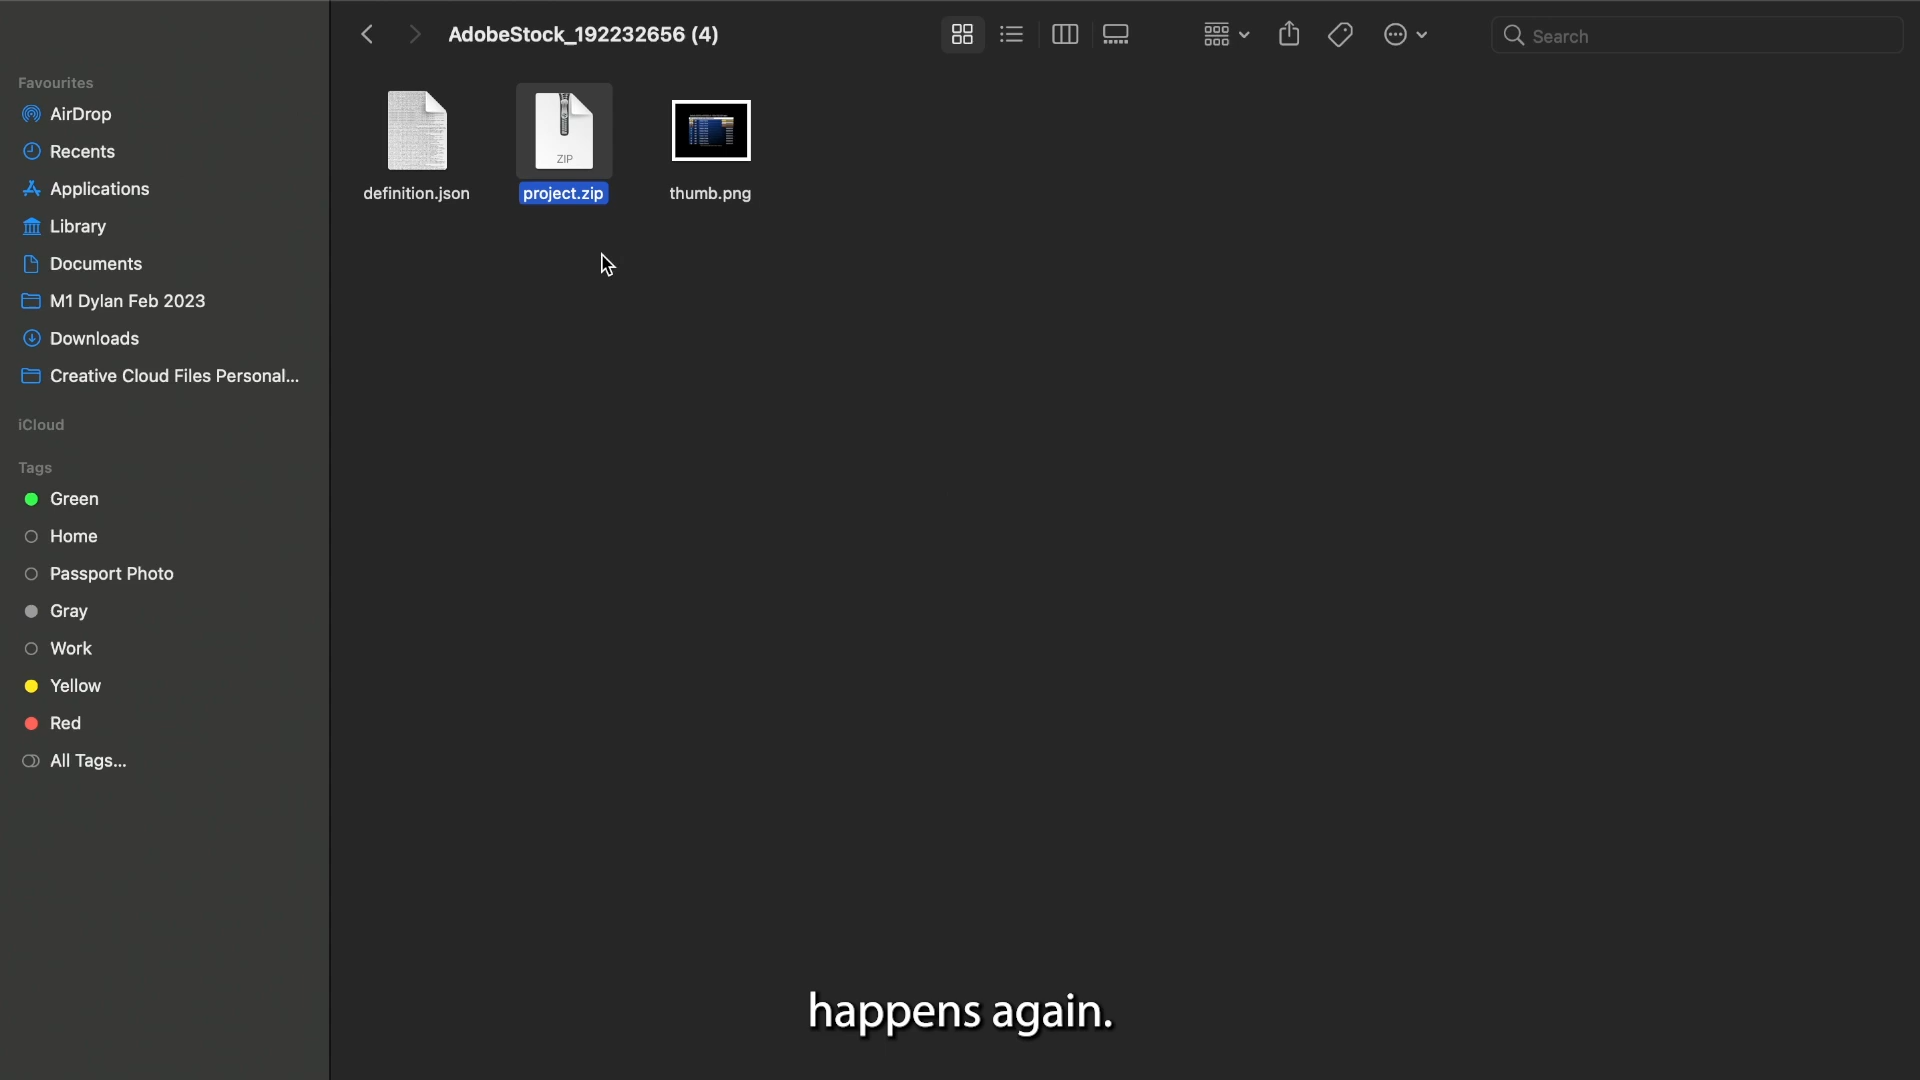 AdobeStock_192232656 (4)
Search
Favourites
AirDrop
Recents
Applications
Library
Documents
M1 Dylan Feb 2023
Downloads
Creative Cloud Files Personal...
iCloud
Tags
Green
Home
Passport Photo
Gray
Work
Yellow
Red
All Tags...
ZIP
definition.json
project.zip
thumb.png
happens again.